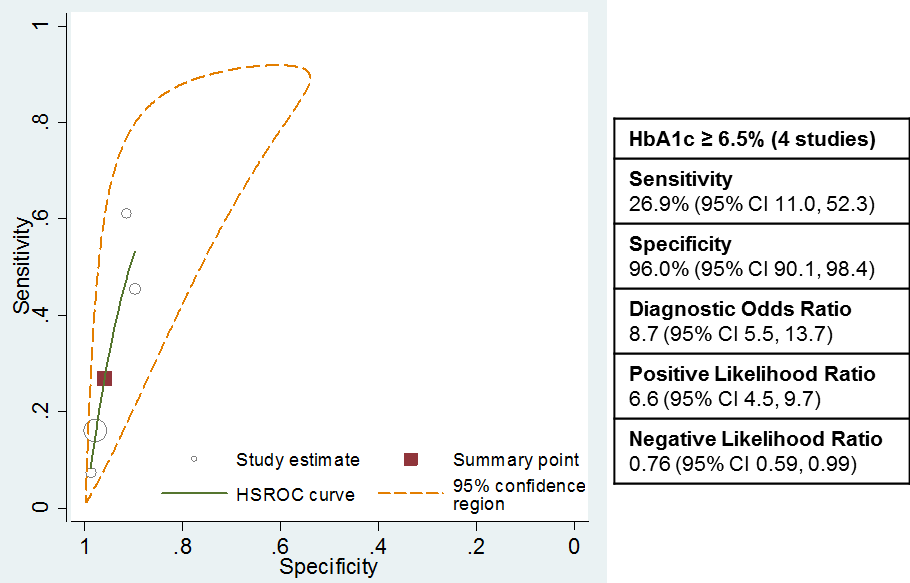 1
.8
.6
.4
.2
0
Sensitivity
Study estimate
Summary point
HSROC curve
95% confidence
region
1
.8
.6
.4
.2
0
Specificity
HbA1c ≥ 6.5% (4 studies)
Sensitivity
26.9% (95% CI 11.0, 52.3)
Specificity
96.0% (95% CI 90.1, 98.4)
Diagnostic Odds Ratio
8.7 (95% CI 5.5, 13.7)
Positive Likelihood Ratio
6.6 (95% CI 4.5, 9.7)
Negative Likelihood Ratio
0.76 (95% CI 0.59, 0.99)